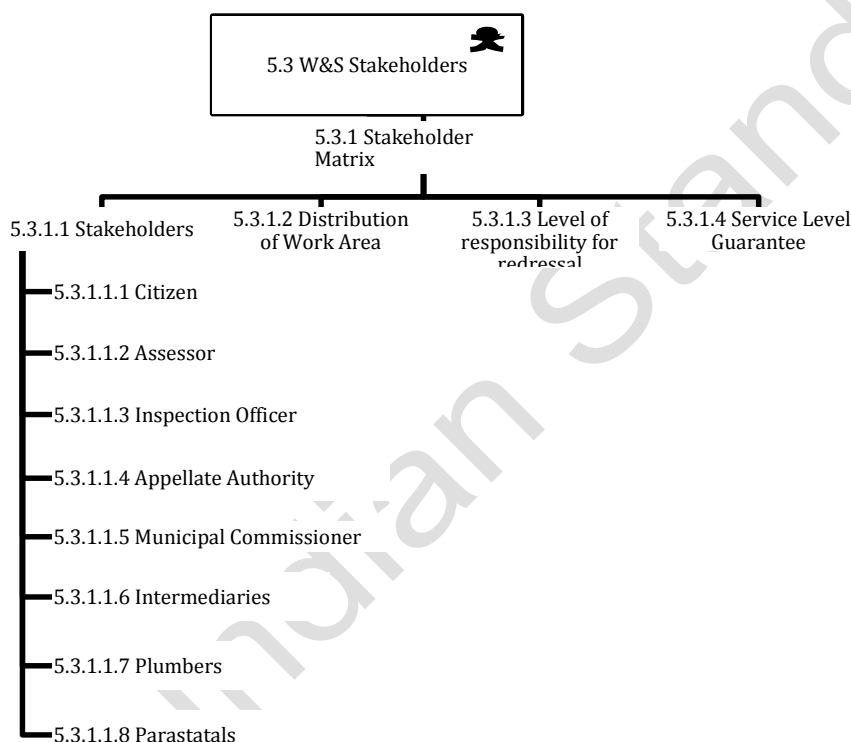 5.3 W&S Stakeholders
5.3.1 Stakeholder
Matrix
5.3.1.1 Stakeholders
5.3.1.2 Distribution
of Work Area
5.3.1.3 Level of
responsibility for
redressal
5.3.1.4 Service Level
Guarantee
5.3.1.1.1 Citizen
5.3.1.1.2 Assessor
5.3.1.1.3 Inspection Officer
5.3.1.1.4 Appellate Authority
5.3.1.1.5 Municipal Commissioner
5.3.1.1.6 Intermediaries
5.3.1.1.7 Plumbers
5.3.1.1.8 Parastatals
Indian Stand